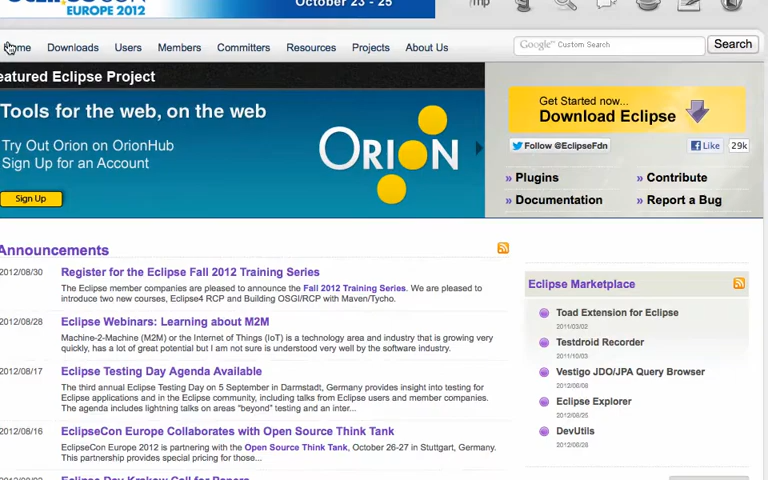 EUROPE 2012
October 23 - 25
Home Downloads Users Members Committers Resources Projects About Us
Google™ Custom Search
Search
eatured Eclipse Project
Tools for the web, on the web
Try Out Orion on OrionHub
Sign Up for an Account
Sign Up
ORION
Get Started now...
Download Eclipse
Follow @EclipseFdn
Like 29k
» Plugins
» Contribute
» Documentation
» Report a Bug
Announcements
2012/08/30 Register for the Eclipse Fall 2012 Training Series
The Eclipse member companies are pleased to announce the Fall 2012 Training Series. We are pleased to
introduce two new courses, Eclipse4 RCP and Building OSGI/RCP with Maven/Tycho.
2012/08/28 Eclipse Webinars: Learning about M2M
Machine-2-Machine (M2M) or the Internet of Things (IoT) is a technology area and industry that is growing very
quickly, has a lot of great potential but I am not sure is understood very well by the software industry.
2012/08/17 Eclipse Testing Day Agenda Available
The third annual Eclipse Testing Day on 5 September in Darmstadt, Germany provides insight into testing for
Eclipse applications and in the Eclipse community, including talks from Eclipse users and member companies.
The agenda includes lightning talks on areas "beyond" testing and an inter...
2012/08/16 EclipseCon Europe Collaborates with Open Source Think Tank
EclipseCon Europe 2012 is partnering with the Open Source Think Tank, October 26-27 in Stuttgart, Germany.
This partnership provides special pricing for those...
Eclipse Day Krakow Call for Papers
Eclipse Marketplace
Toad Extension for Eclipse
2011/03/02
Testdroid Recorder
2011/10/03
Vestigo JDO/JPA Query Browser
2012/08/08
Eclipse Explorer
2012/08/25
DevUtils
2012/06/28